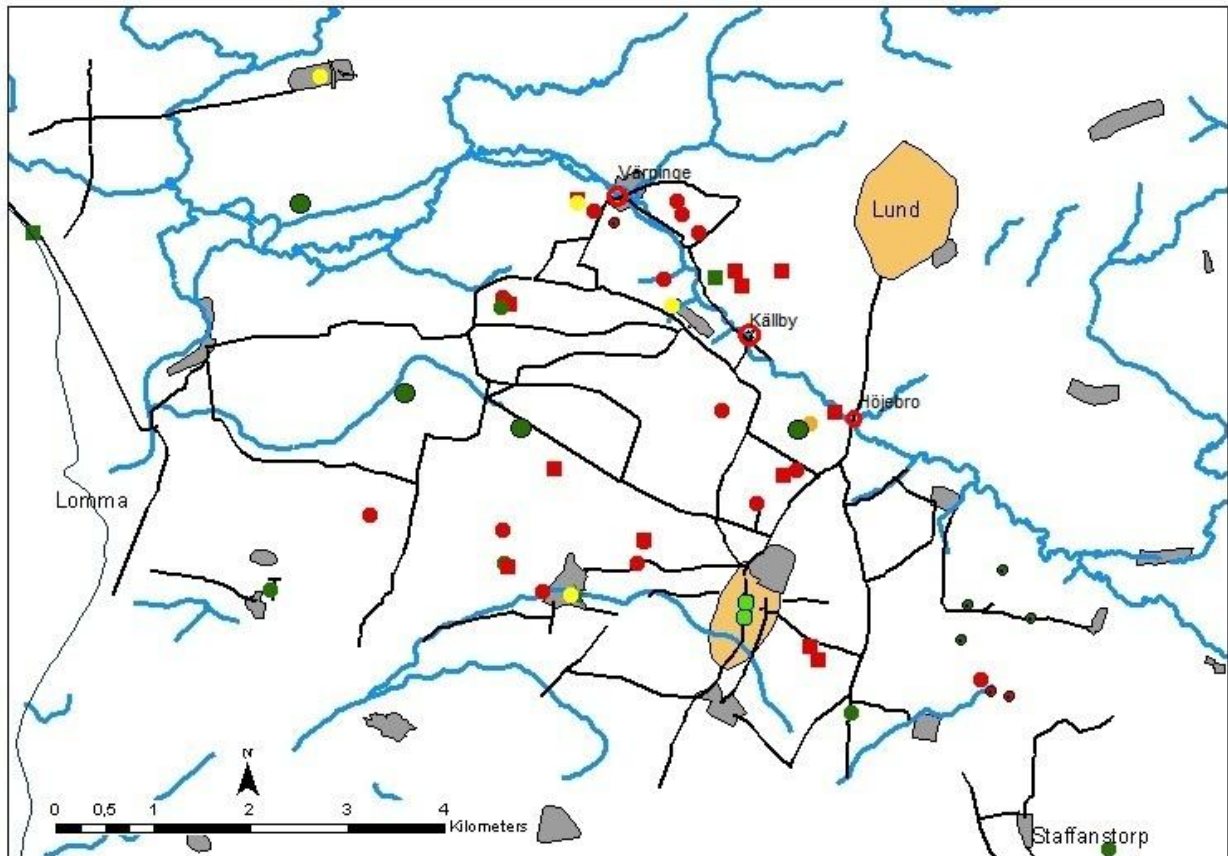 Värpinge
Lund
Källby
Höjebro
Lomma
N
0 0,5 1 2 3 4
Kilometers
Staffanstorp